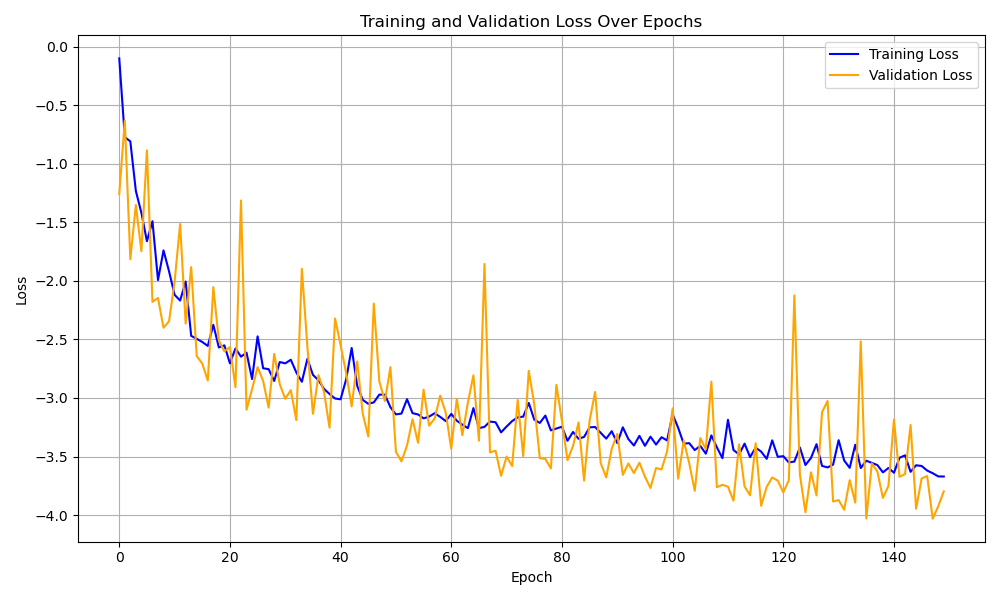 Training and Validation Loss Over Epochs
Training Loss
Validation Loss
0.0
−0.5
−1.0
−1.5
−2.0
−2.5
−3.0
−3.5
−4.0
Loss
0 20 40 60 80 100 120 140
Epoch